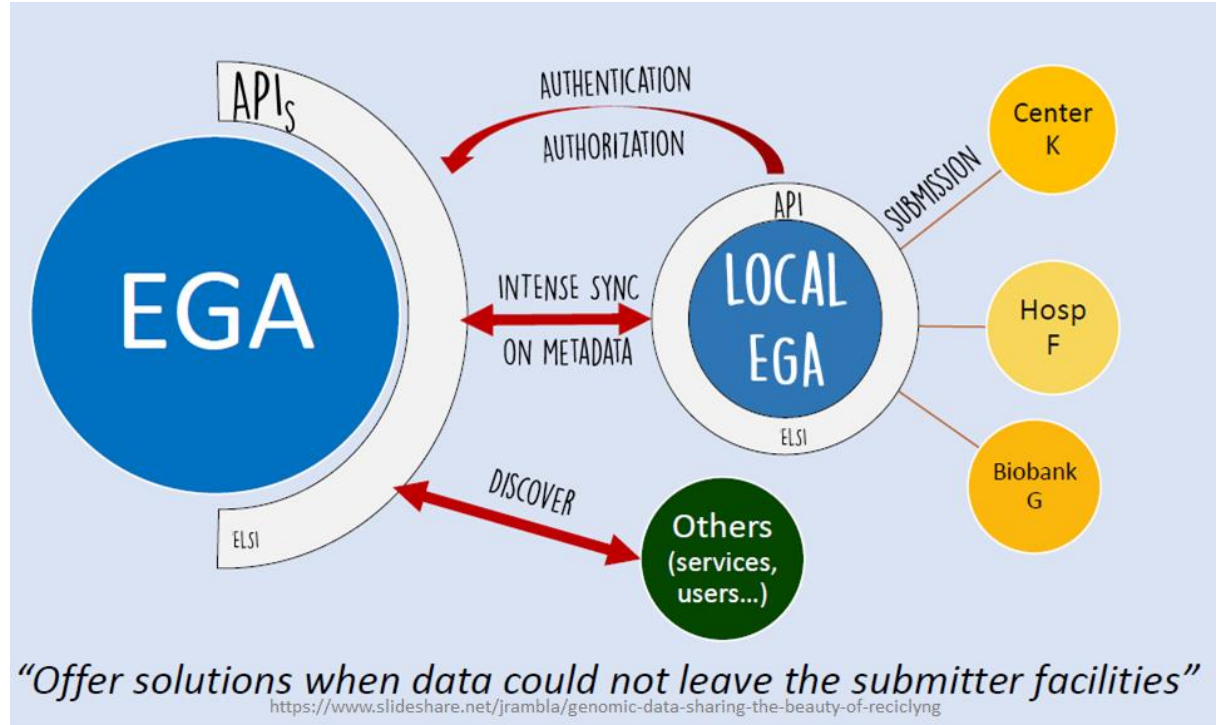 APIs
EGA
ELSI
AUTHENTICATION
AUTHORIZATION
INTENSE SYNC
ON METADATA
DISCOVER
API
LOCAL
EGA
ELSI
SUBMISSION
Center
K
Hosp
F
Biobank
G
Others
(services,
users...)
“Offer solutions when data could not leave the submitter facilities”
https://www.slideshare.net/jrambla/genomic-data-sharing-the-beauty-of-reciclyng